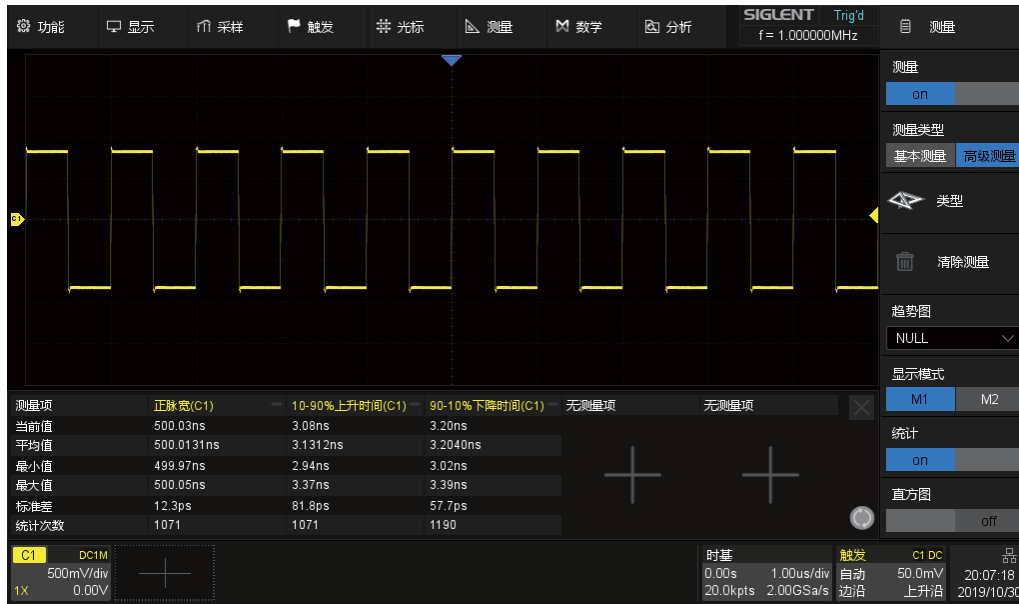 功能 显示 采样 触发 光标 测量 数学 分析 SIGLENT Trig'd 测量
f = 1.000000MHz
测量
on
测量类型
基本测量 高级测量
类型
C1
清除测量
趋势图
NULL
显示模式
M1 M2
统计
on
直方图
off
测量项 正脉宽(C1) 10-90%上升时间(C1) 90-10%下降时间(C1) 无测量项 无测量项
当前值 500.03ns 3.08ns 3.20ns
平均值 500.0131ns 3.1312ns 3.2040ns
最小值 499.97ns 2.94ns 3.02ns
最大值 500.05ns 3.37ns 3.39ns
标准差 12.3ps 81.8ps 57.7ps
统计次数 1071 1071 1190
C1 DC1M 时基 触发 C1 DC
500mV/div 0.00s 1.00us/div 自动 50.0mV 20:07:18
1X 0.00V 20.0kpts 2.00GSa/s 边沿 上升沿 2019/10/30